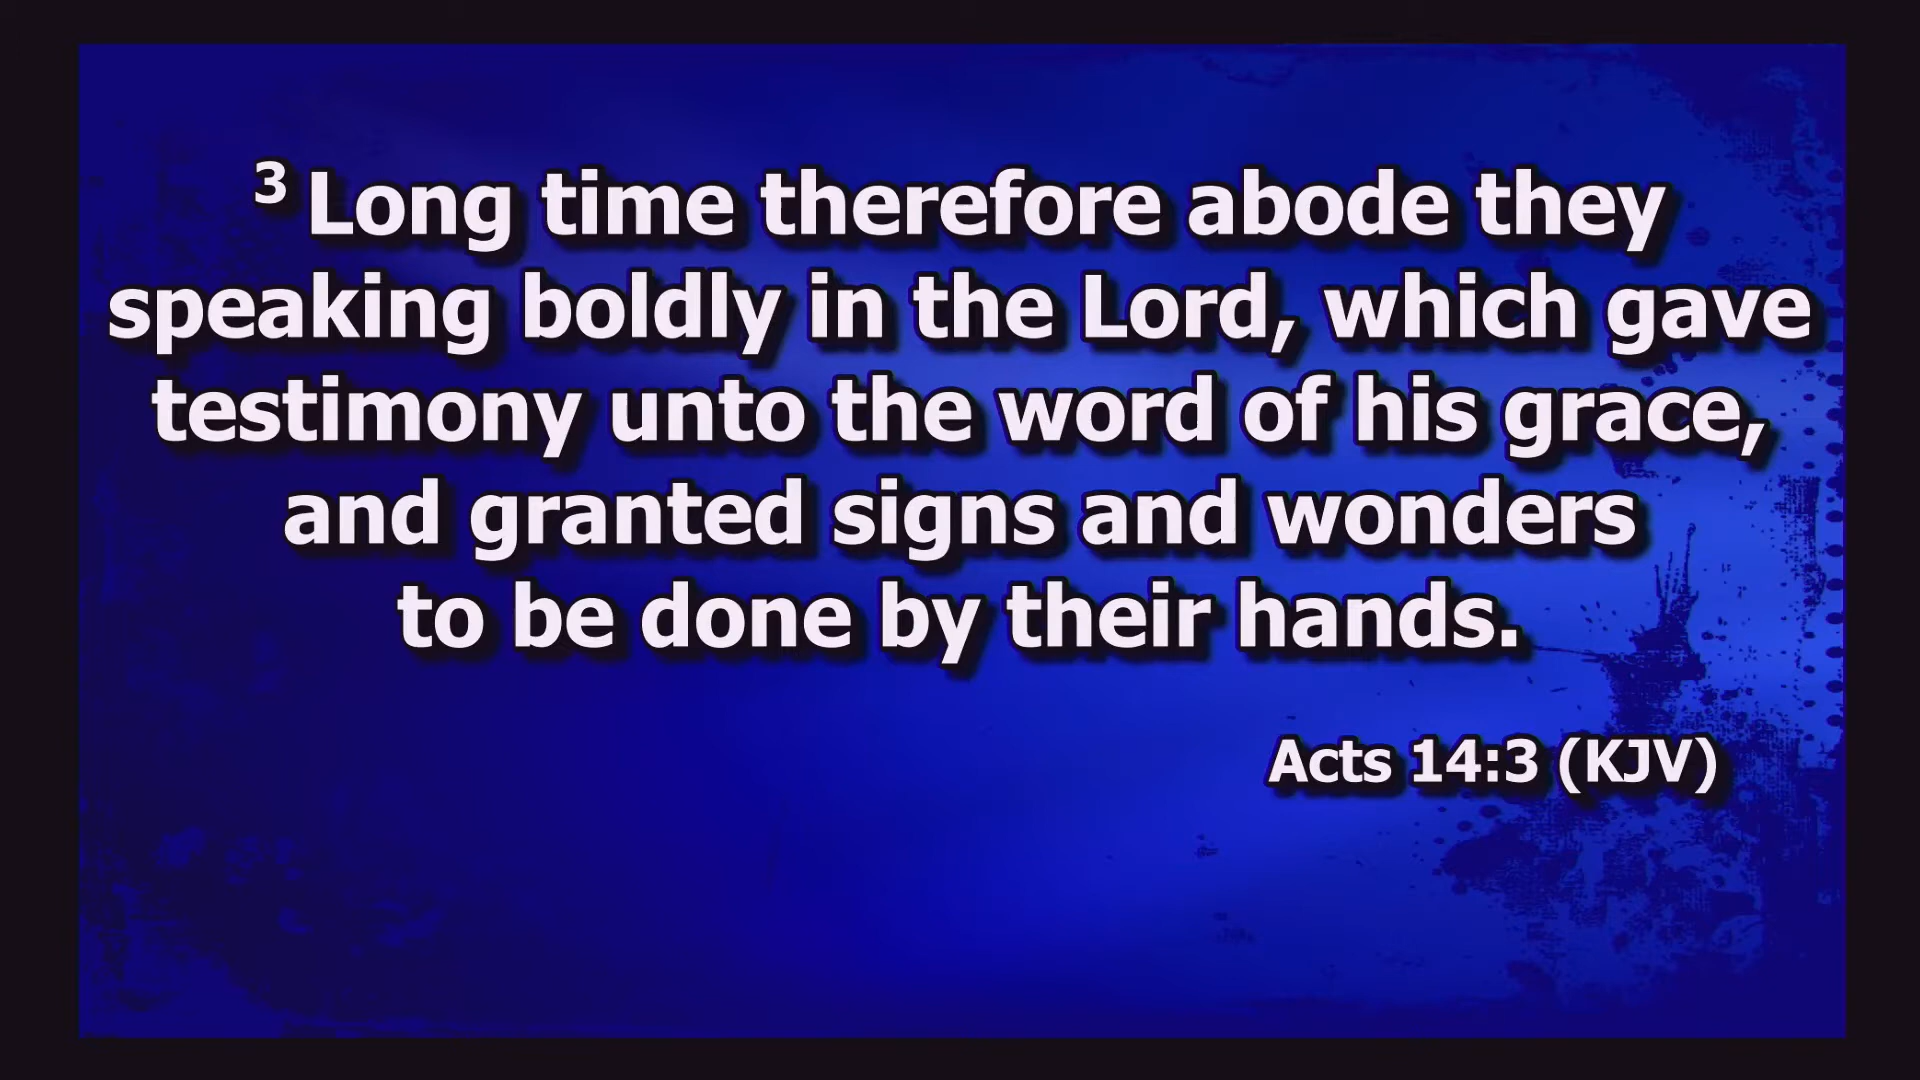 3 Long time therefore abode they
speaking boldly in the Lord, which gave
testimony unto the word of his grace,
and granted signs and wonders
to be done by their hands.
Acts 14:3 (KJV)